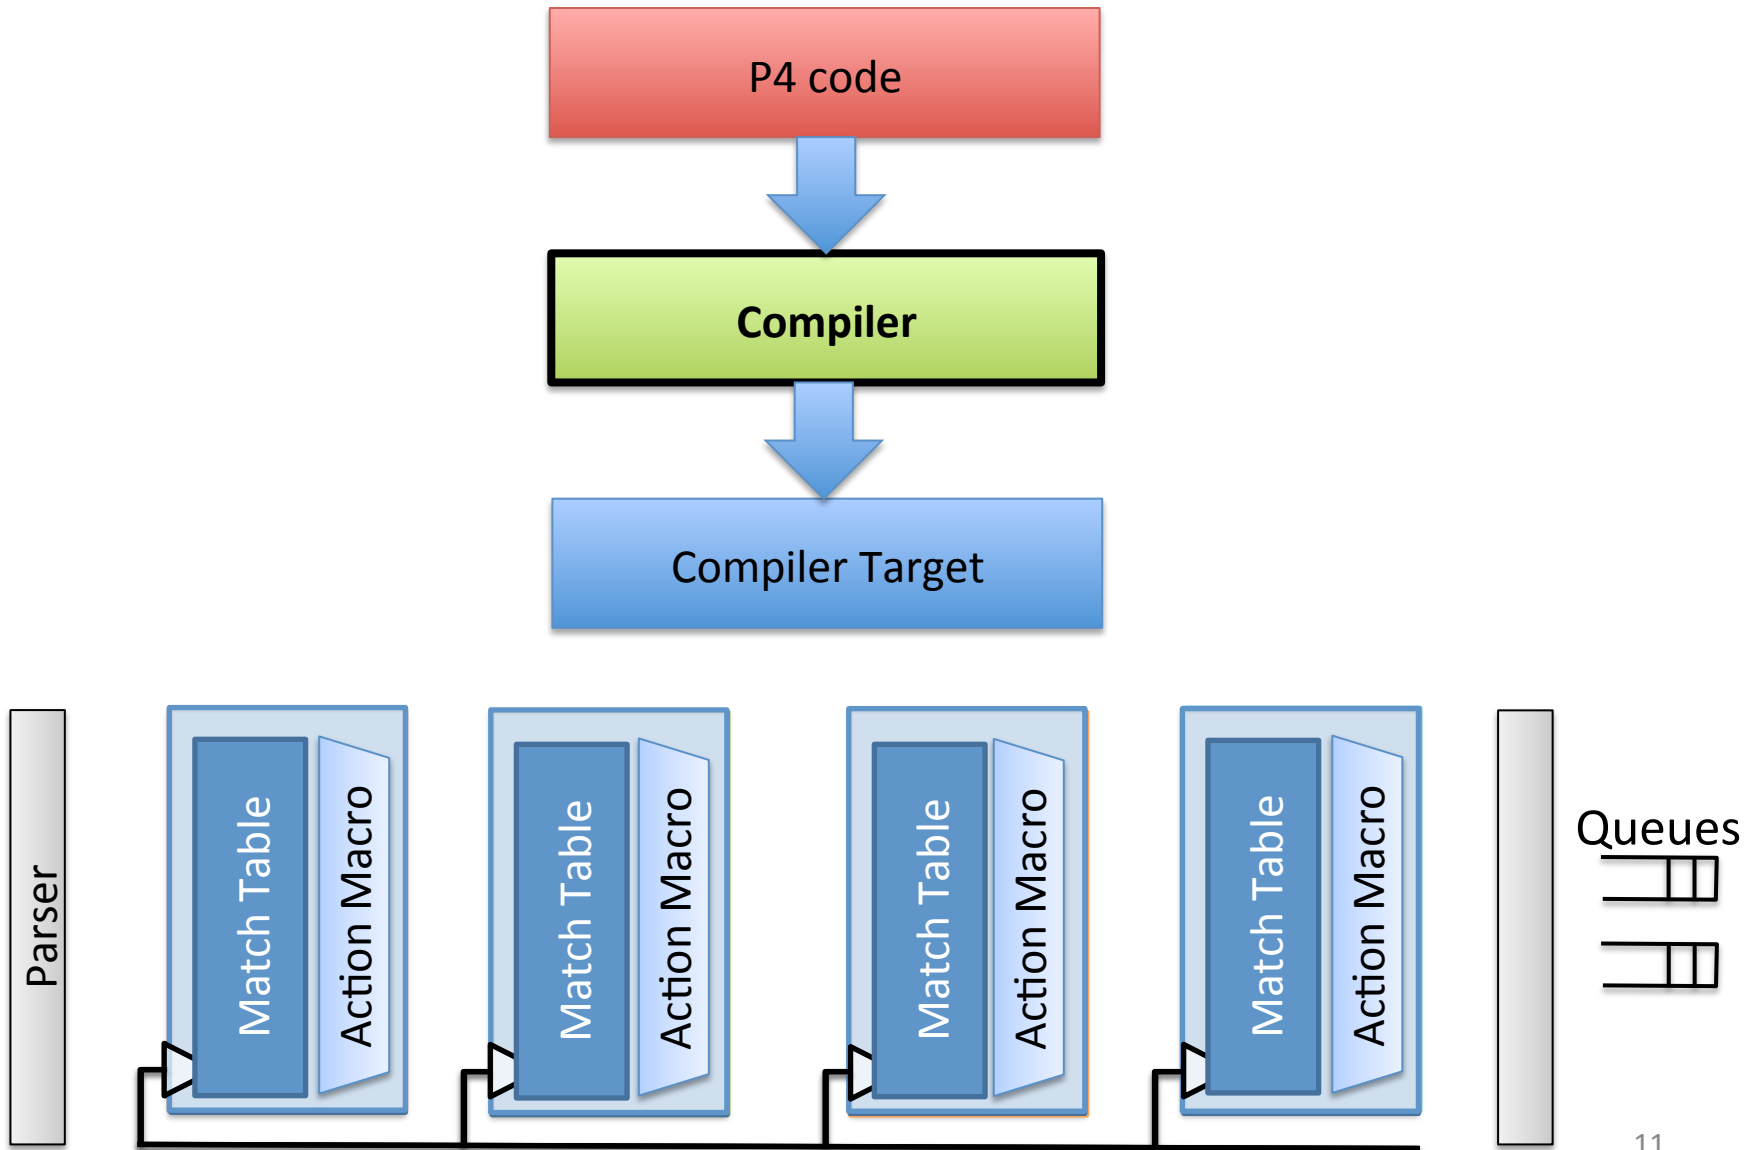 P4 code
Compiler
Compiler Target
Parser
Match Table
Action Macro
Match Table
Action Macro
Match Table
Action Macro
Match Table
Action Macro
Queues
11